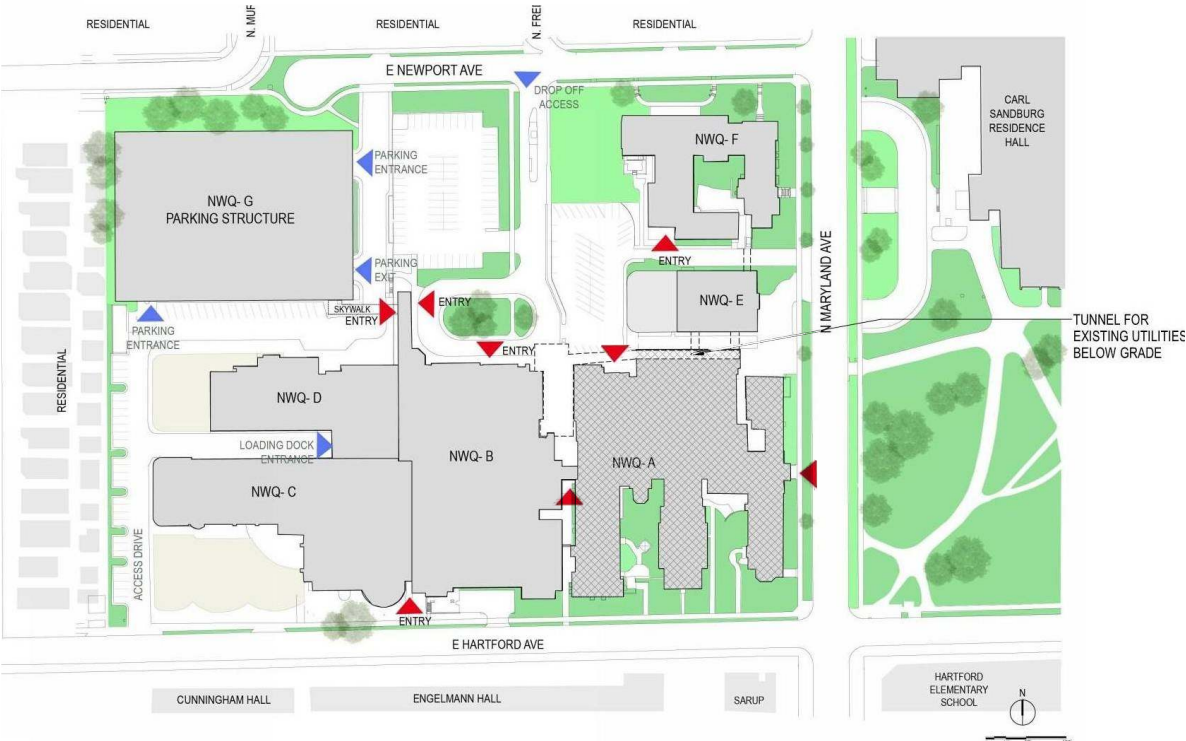 RESIDENTIAL
N. MUR
RESIDENTIAL
N. FREI
RESIDENTIAL
E NEWPORT AVE
DROP OFF
ACCESS
CARL
SANDBURG
RESIDENCE
HALL
NWQ- F
PARKING
ENTRANCE
NWQ- G
PARKING STRUCTURE
N MARYLAND AVE
PARKING
EXIT
ENTRY
NWQ- E
ENTRY
SKYWALK
ENTRY
PARKING
ENTRANCE
ENTRY
TUNNEL FOR
EXISTING UTILITIES
BELOW GRADE
RESIDENTIAL
NWQ- D
LOADING DOCK
ENTRANCE
NWQ- B
NWQ- A
NWQ- C
ACCESS DRIVE
ENTRY
E HARTFORD AVE
CUNNINGHAM HALL
ENGELMANN HALL
SARUP
HARTFORD
ELEMENTARY
SCHOOL
N